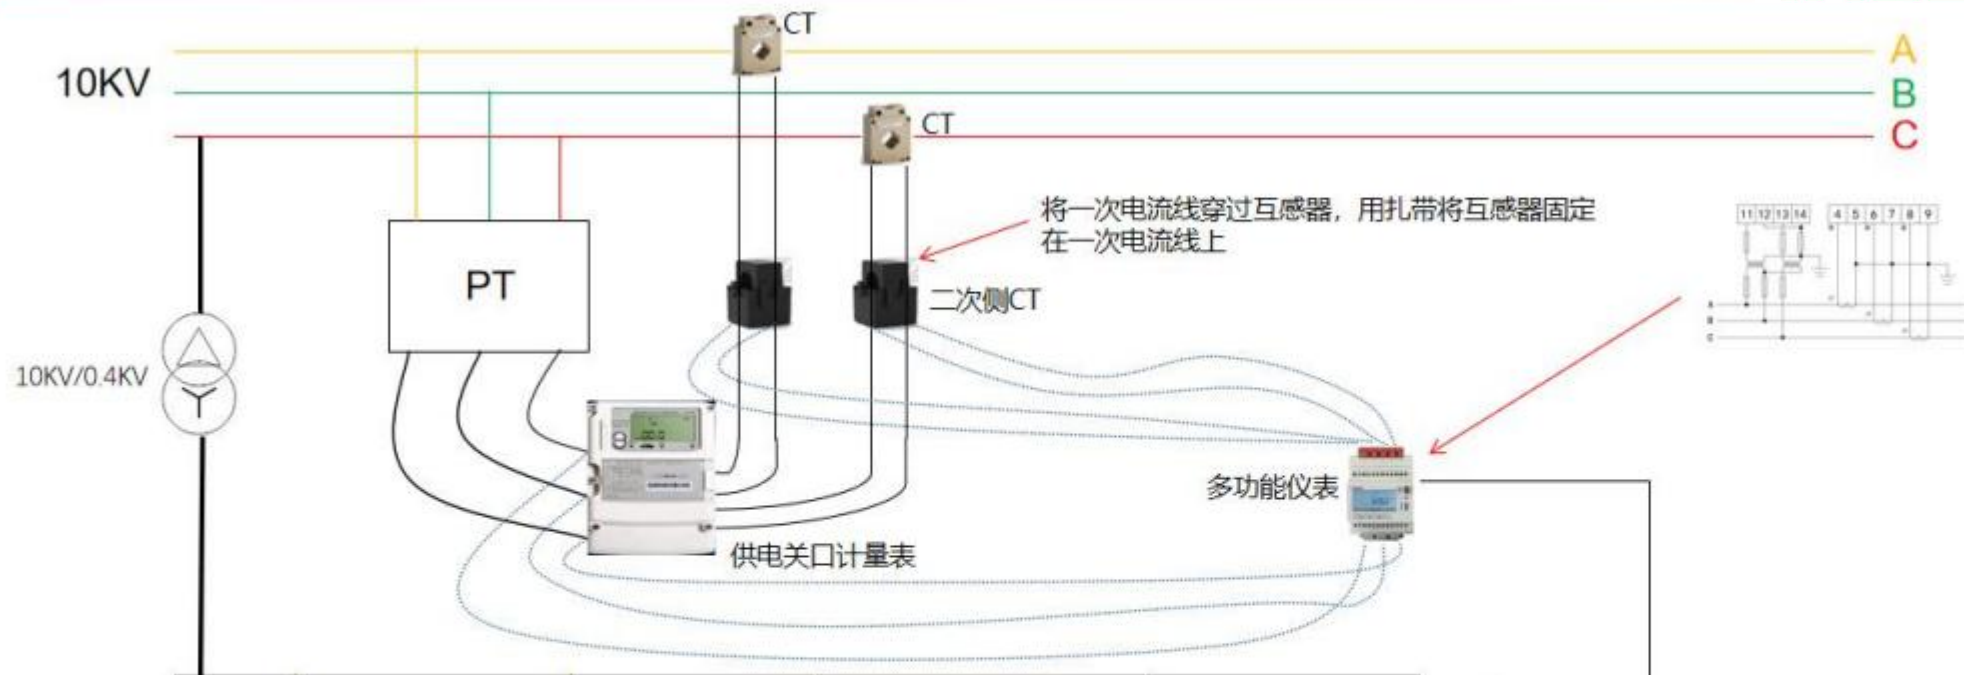 CT
A
10KV
B
CT
C
将一次电流线穿过互感器，用扎带将互感器固定
在一次电流线上
11 12 13 14
4 5 6 7 8 9
PT
二次侧CT
A
B
C
10KV/0.4KV
多功能仪表
供电关口计量表